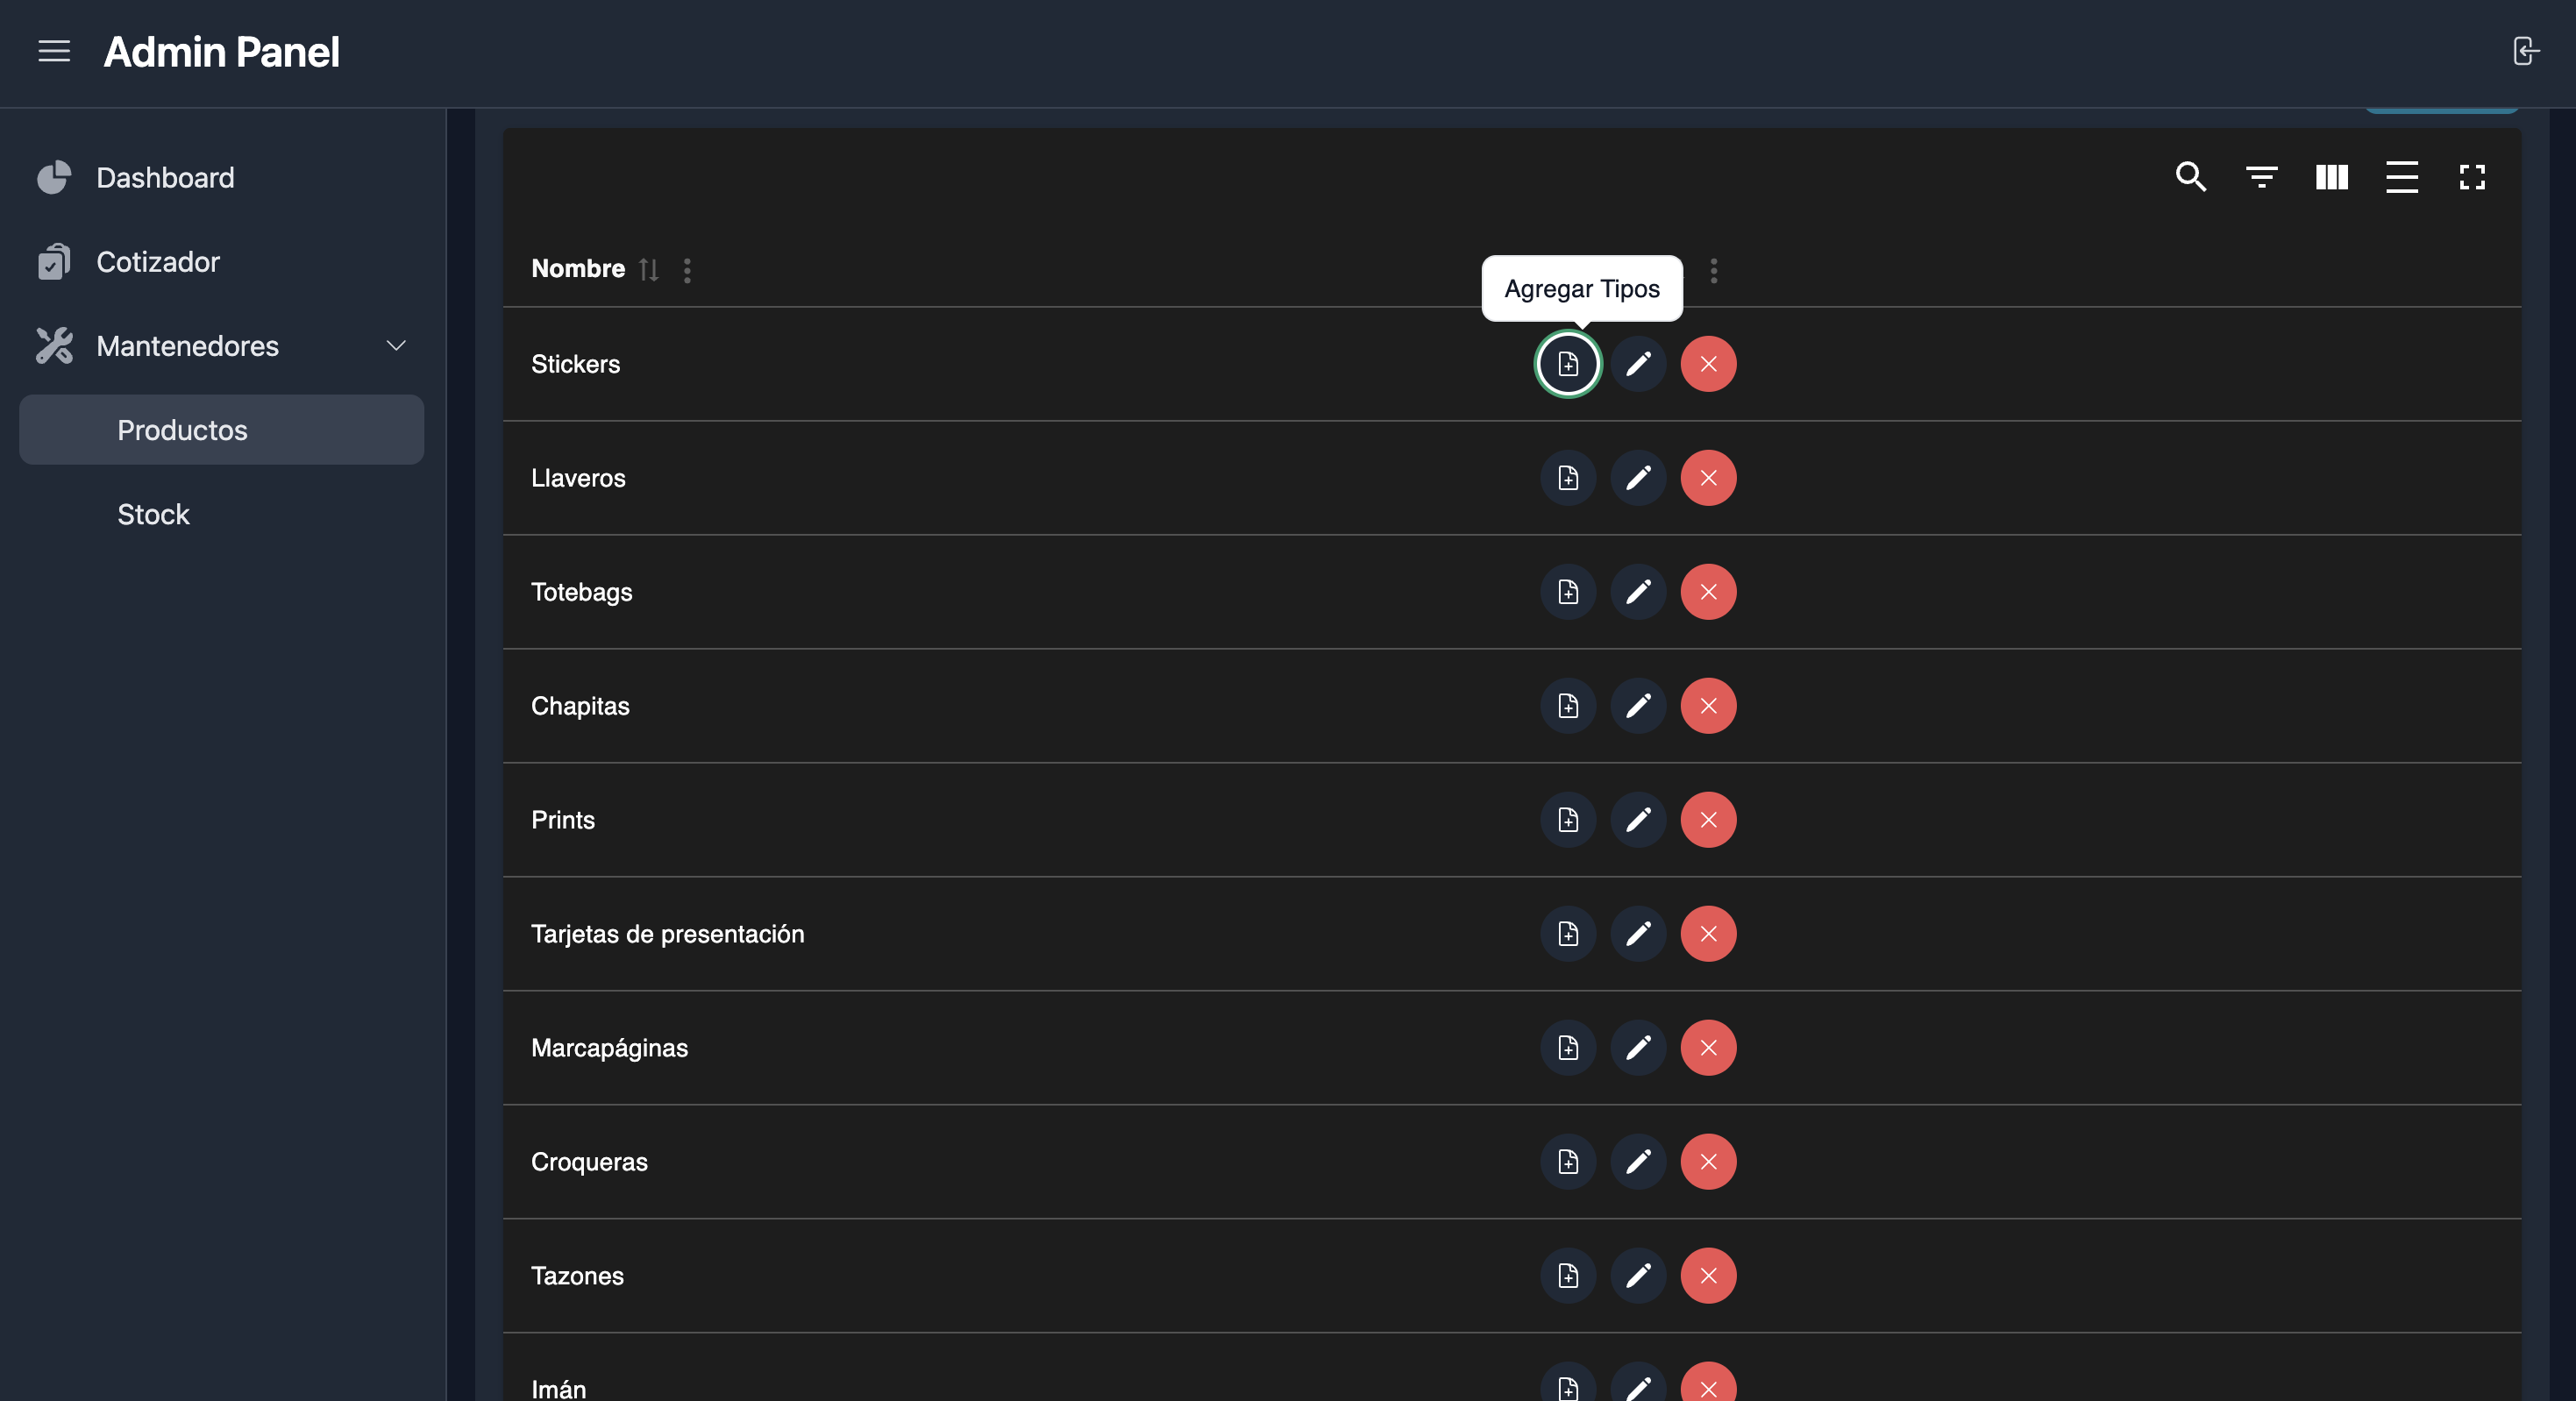 Admin Panel
Dashboard
Cotizador
Mantenedores
Productos
Stock
Nombre
Agregar Tipos
Stickers
Llaveros
Totebags
Chapitas
Prints
Tarjetas de presentación
Marcapáginas
Croqueras
Tazones
Imán